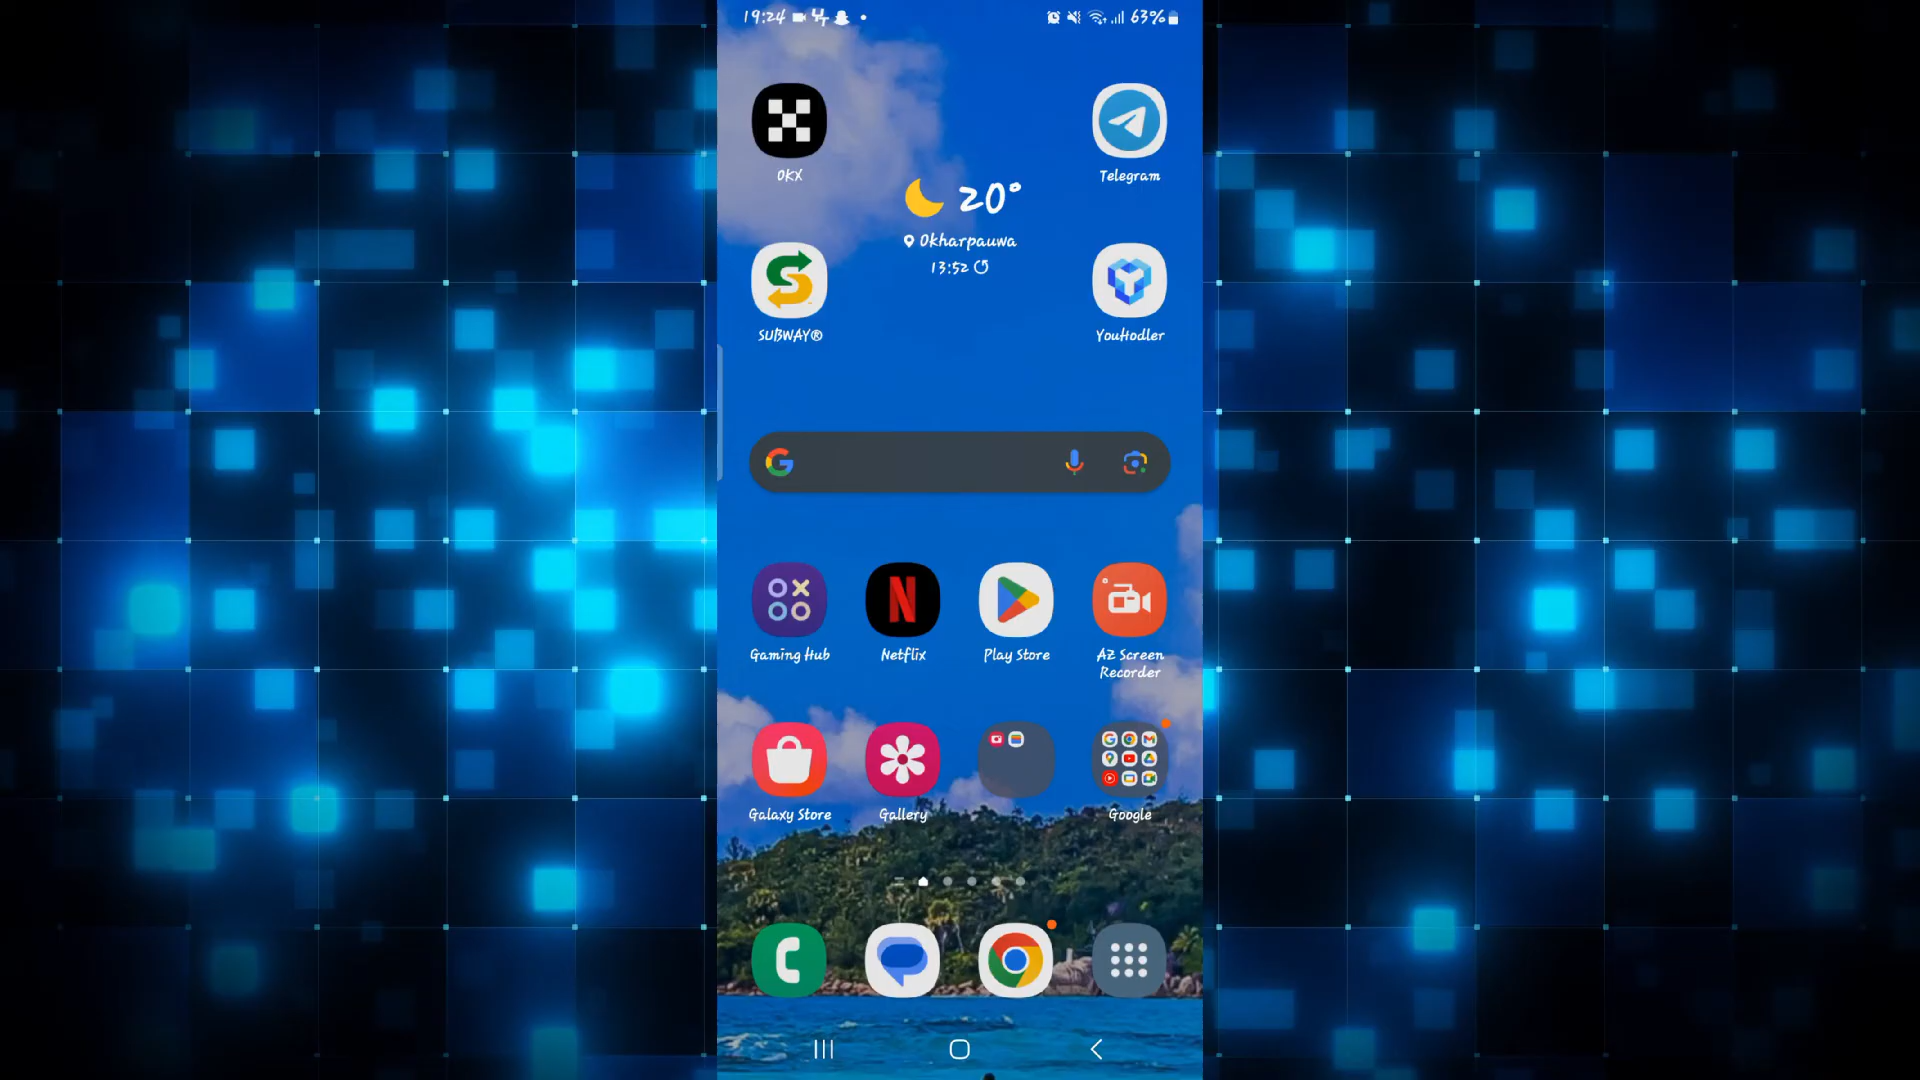 19:24 63%
OKX
Telegram
20°
Okharpauwa
13:52
SUBWAY®
YouHodler
Gaming Hub
Netflix
Play Store
AZ Screen
Recorder
Galaxy Store
Gallery
Google